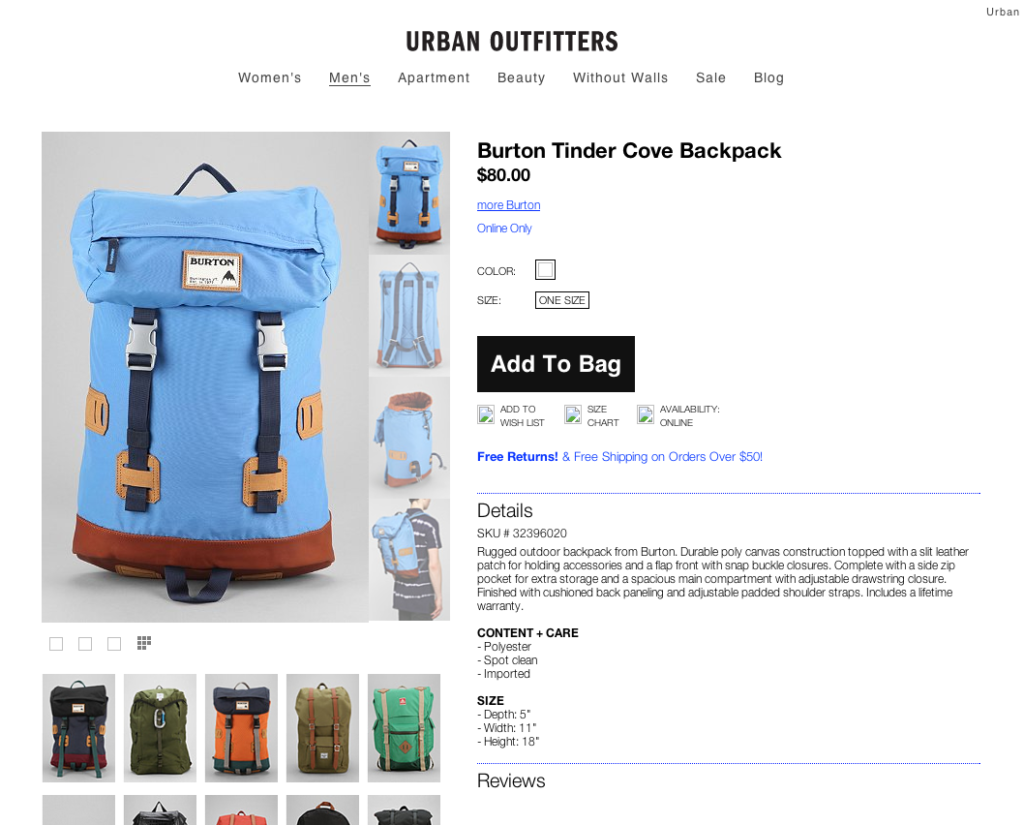 Urban
URBAN OUTFITTERS
Women's Men's Apartment Beauty Without Walls Sale Blog
BURTON
Burton Tinder Cove Backpack
$80.00
more Burton
Online Only
COLOR:
SIZE: ONE SIZE
Add To Bag
ADD TO
WISH LIST
SIZE
CHART
AVAILABILITY:
ONLINE
Free Returns! & Free Shipping on Orders Over $50!
Details
SKU # 32396020
Rugged outdoor backpack from Burton. Durable poly canvas construction topped with a slit leather
patch for holding accessories and a flap front with snap buckle closures. Complete with a side zip
pocket for extra storage and a spacious main compartment with adjustable drawstring closure.
Finished with cushioned back paneling and adjustable padded shoulder straps. Includes a lifetime
warranty.
CONTENT + CARE
- Polyester
- Spot clean
- Imported
SIZE
- Depth: 5"
- Width: 11"
- Height: 18"
Reviews